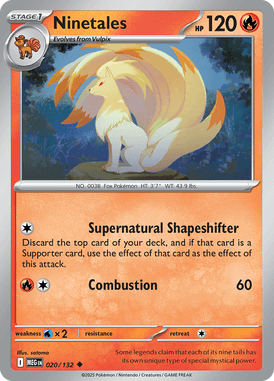 STAGE 1
Ninetales
HP 120
Evolves from Vulpix
NO. 0038 Fox Pokémon HT: 3'7" WT: 43.9 lbs.
Supernatural Shapeshifter
Discard the top card of your deck, and if that card is a
Supporter card, use the effect of that card as the effect of
this attack.
Combustion 60
weakness ×2 resistance retreat
Illus. saloma
I MEG EN 020/132
Some legends claim that each of its nine tails has
its own unique type of special mystical power.
©2025 Pokémon / Nintendo / Creatures / GAME FREAK